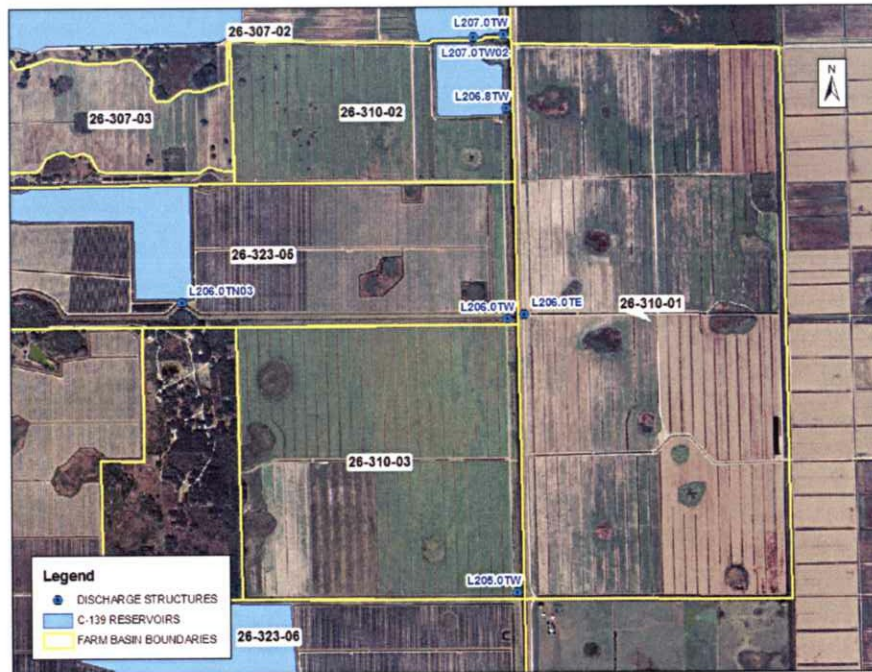 26-307-02
L207.0TW
L207.0TW02
N
L206.8TW
26-307-03
26-310-02
26-323-05
L206.0TN03
L206.0TW
L206.0TE
26-310-01
26-310-03
L205.0TW
26-323-06
Legend
DISCHARGE STRUCTURES
C-139 RESERVOIRS
FARM BASIN BOUNDARIES